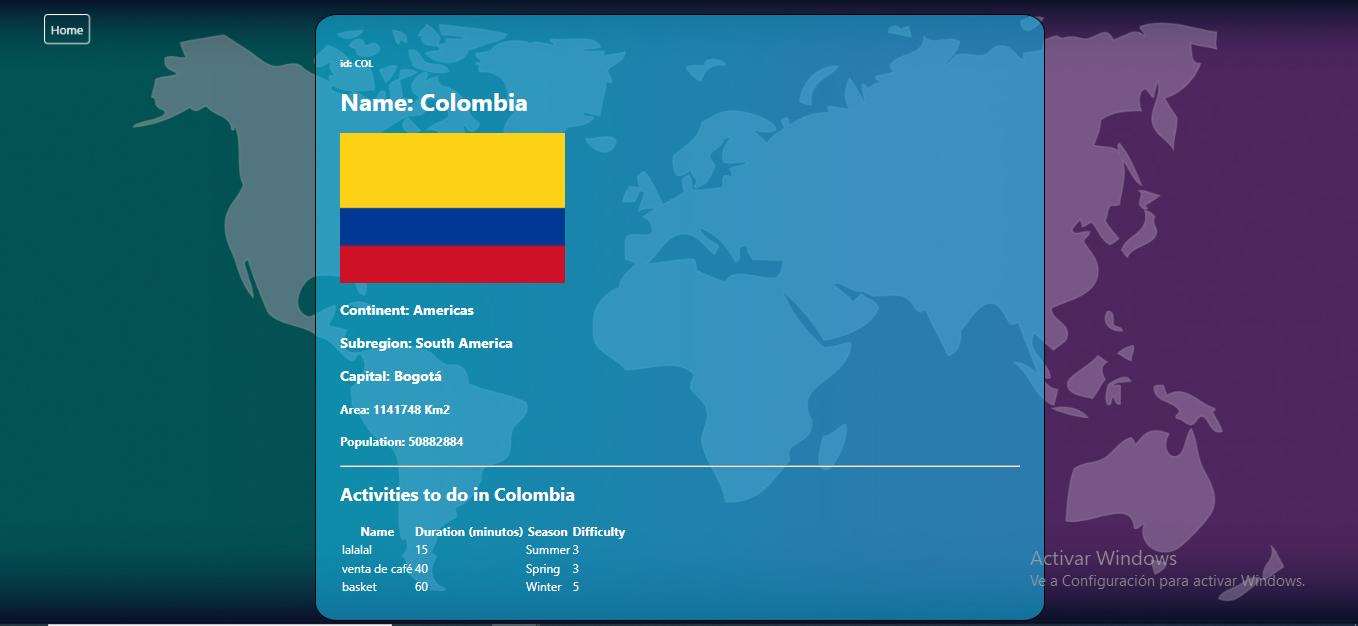 Home
id: COL
Name: Colombia
Continent: Americas
Subregion: South America
Capital: Bogotá
Area: 1141748 Km2
Population: 50882884
Activities to do in Colombia
Name Duration (minutos) Season Difficulty
lalalal 15 Summer 3
venta de café 40 Spring 3
basket 60 Winter 5
Activar Windows
Ve a Configuración para activar Windows.